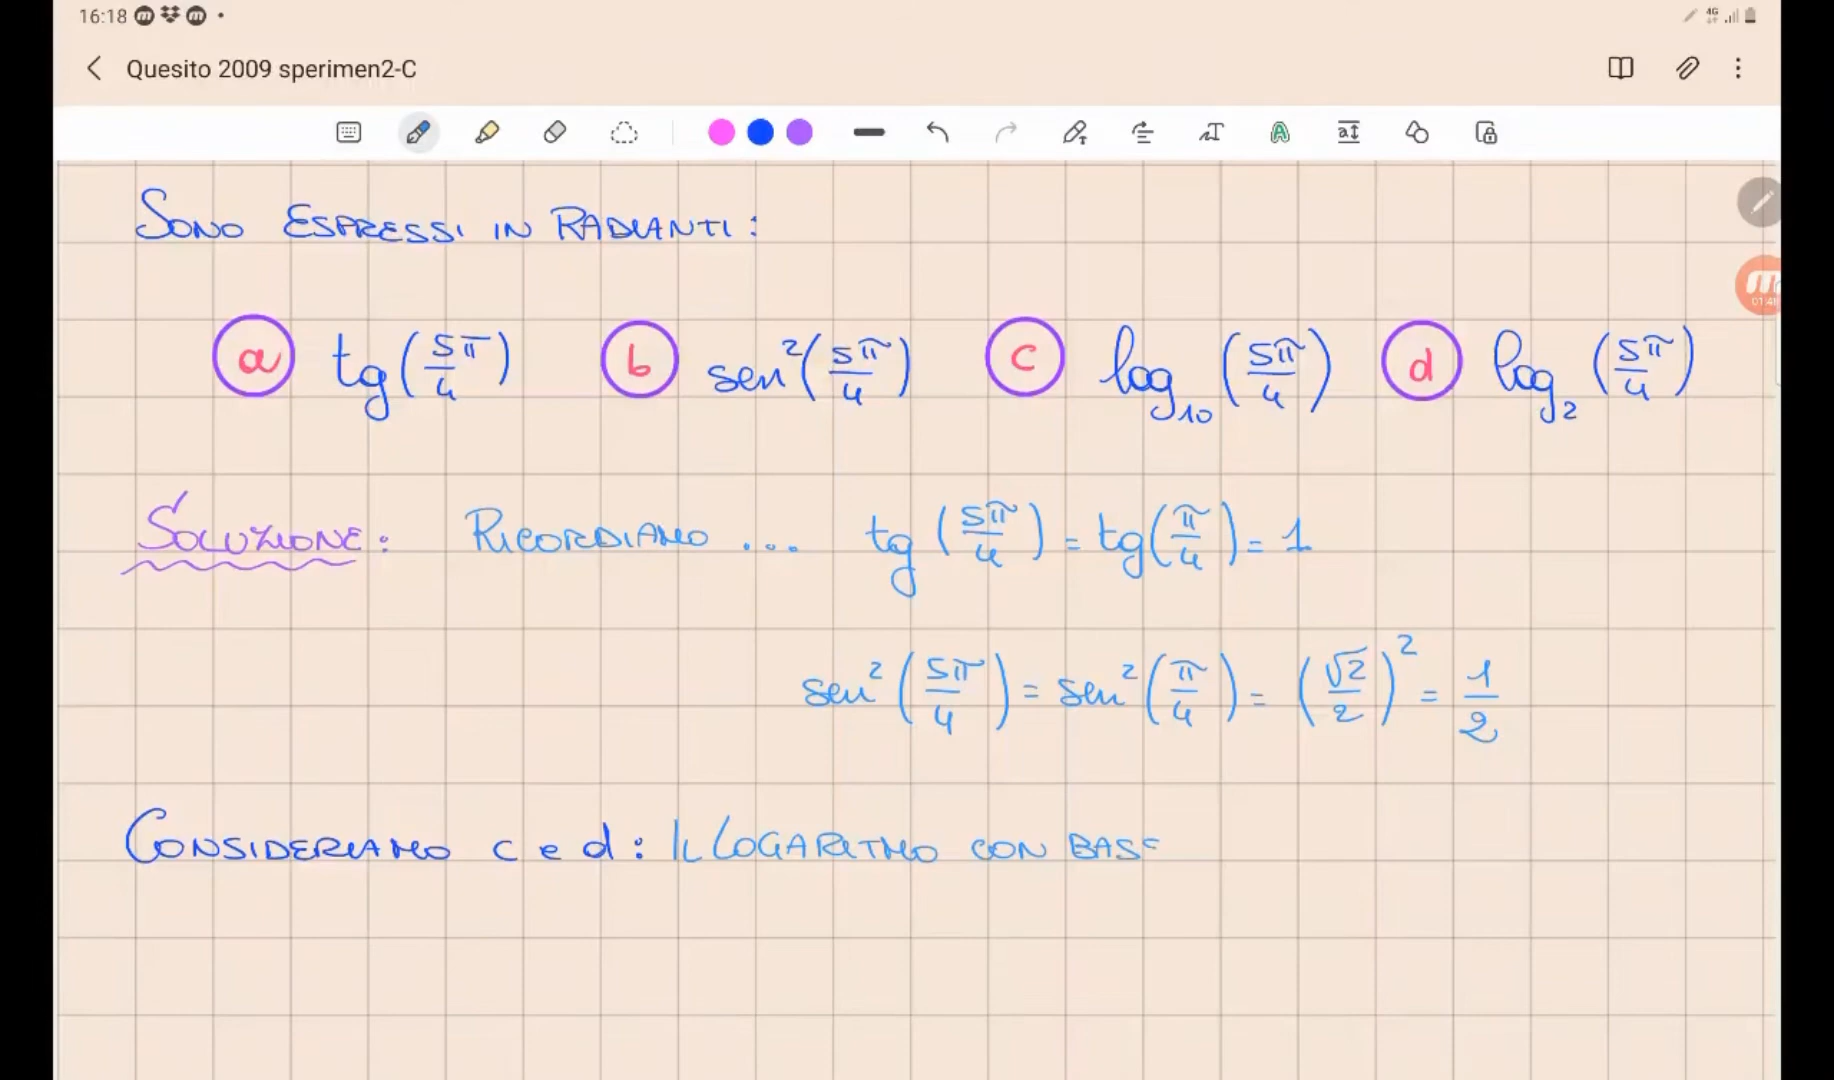 16:18
4G
Quesito 2009 sperimen2-C
SONO ESPRESSI IN RADIANTI:
a tg(5π/4) b sen²(5π/4) c log₁₀(5π/4) d log₂(5π/4)
SOLUZIONE: RICORDIAMO ... tg(5π/4) = tg(π/4) = 1
sen²(5π/4) = sen²(π/4) = (√2/2)² = 1/2
CONSIDERIAMO c e d: IL LOGARITMO CON BASE